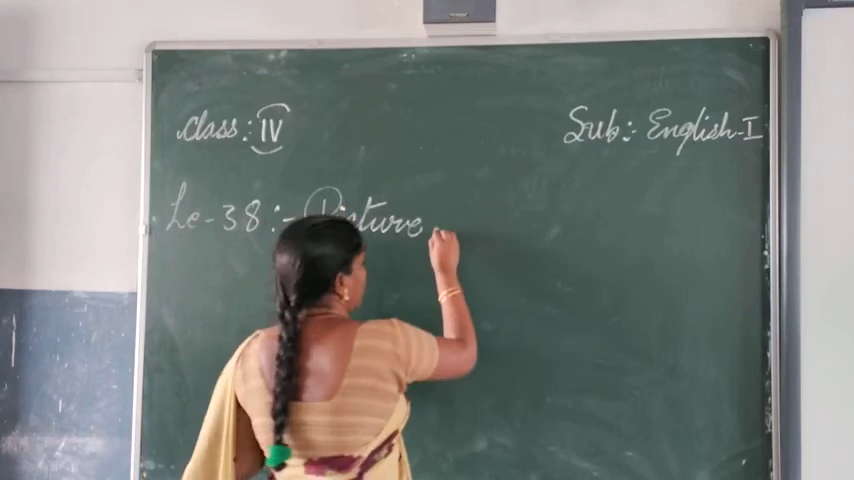 Class : IV
Sub :- English-I
Le - 38 :- Picture